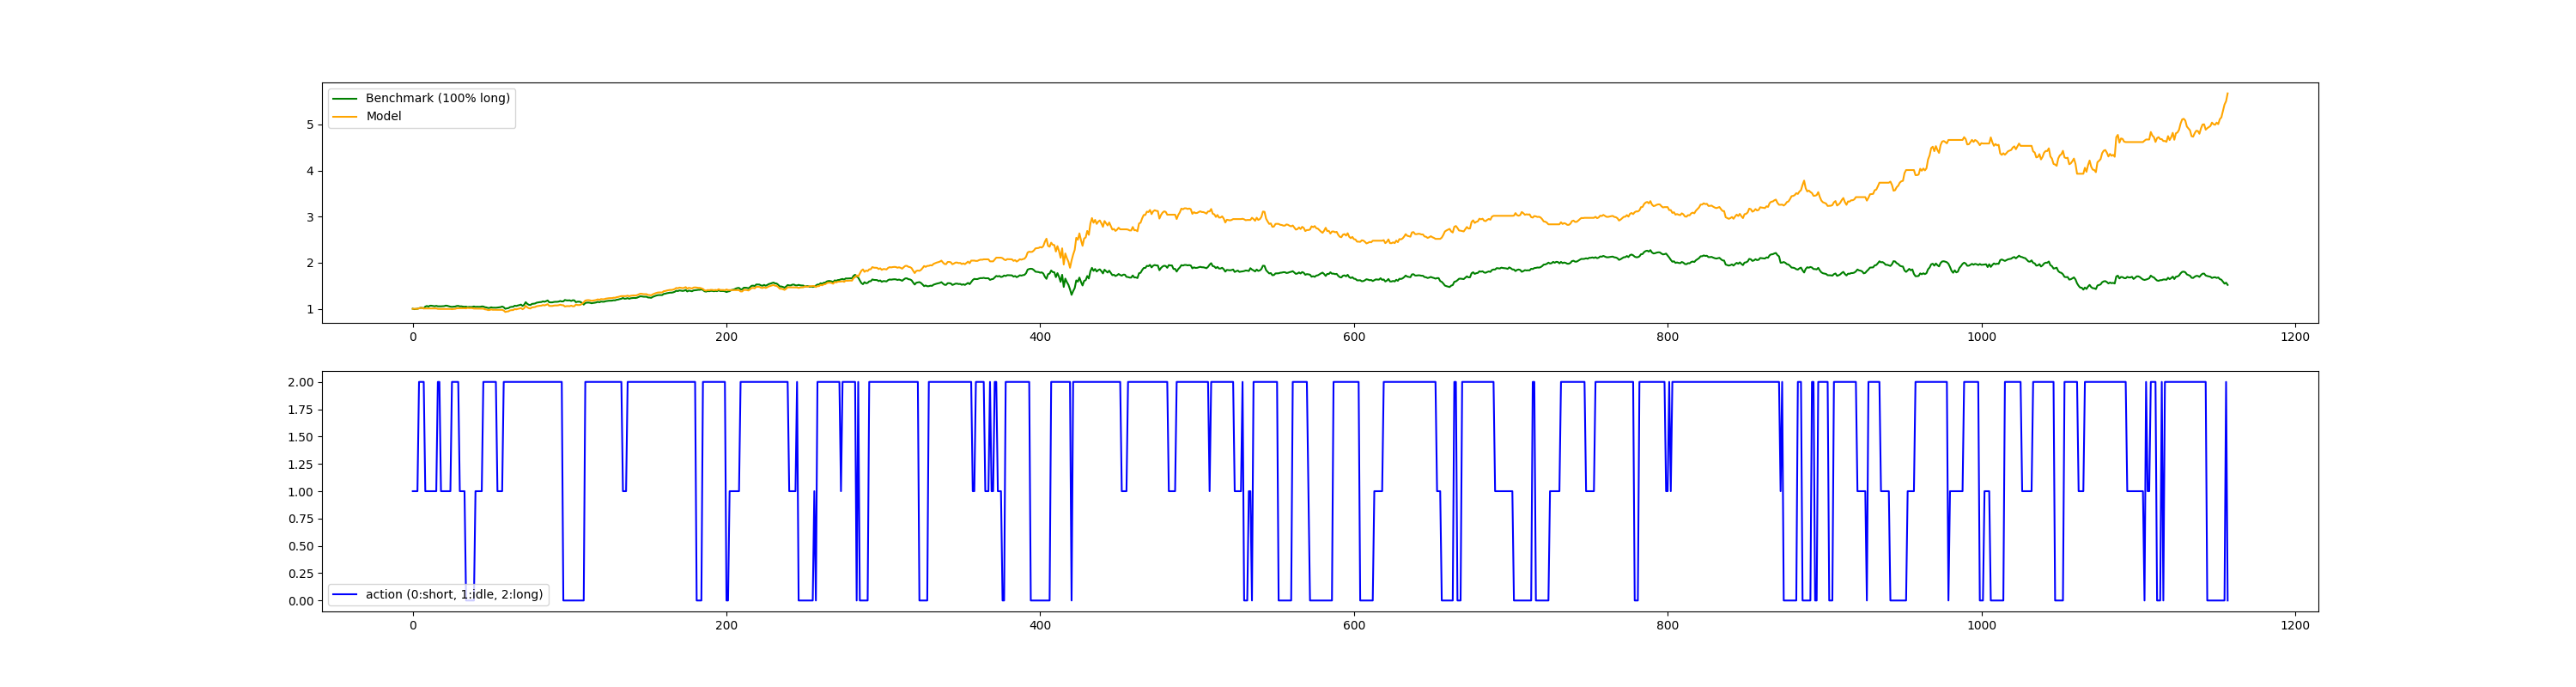 Benchmark (100% long)
Model
5
4
3
2
1
0 200 400 600 800 1000 1200
2.00
1.75
1.50
1.25
1.00
0.75
0.50
0.25
0.00
action (0:short, 1:idle, 2:long)
0 200 400 600 800 1000 1200